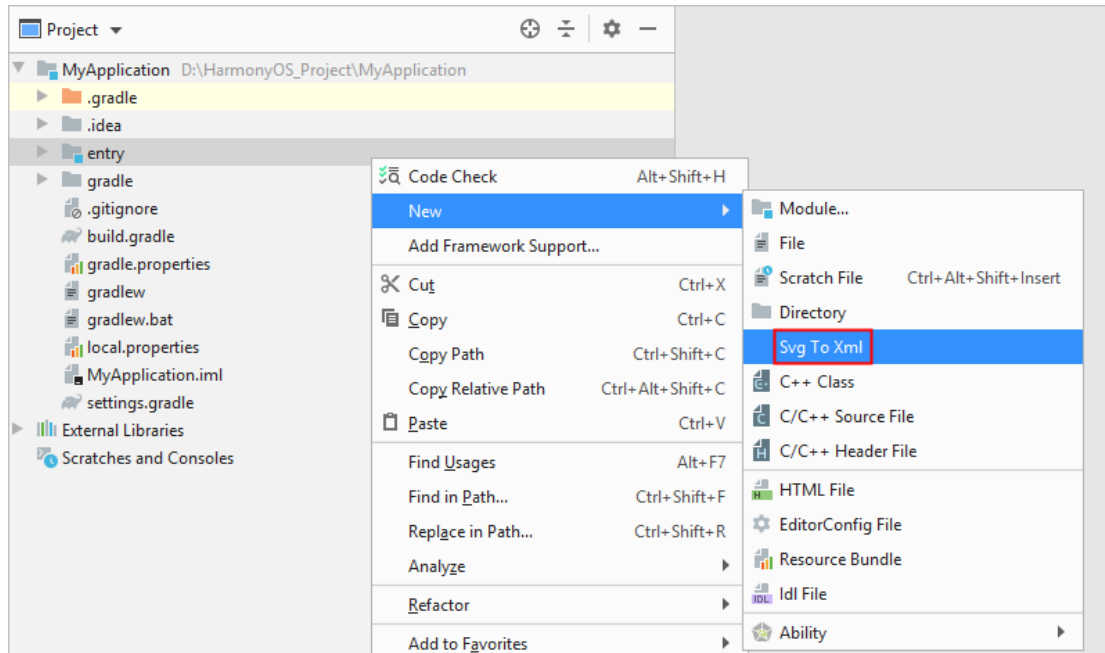 Project
MyApplication D:\HarmonyOS_Project\MyApplication
.gradle
.idea
entry
gradle
.gitignore
build.gradle
gradle.properties
gradlew
gradlew.bat
local.properties
MyApplication.iml
settings.gradle
External Libraries
Scratches and Consoles
Code Check Alt+Shift+H
New
Add Framework Support...
Cut Ctrl+X
Copy Ctrl+C
Copy Path Ctrl+Shift+C
Copy Relative Path Ctrl+Alt+Shift+C
Paste Ctrl+V
Find Usages Alt+F7
Find in Path... Ctrl+Shift+F
Replace in Path... Ctrl+Shift+R
Analyze
Refactor
Add to Favorites
Module...
File
Scratch File Ctrl+Alt+Shift+Insert
Directory
Svg To Xml
C++ Class
C/C++ Source File
C/C++ Header File
HTML File
EditorConfig File
Resource Bundle
IDL Idl File
Ability